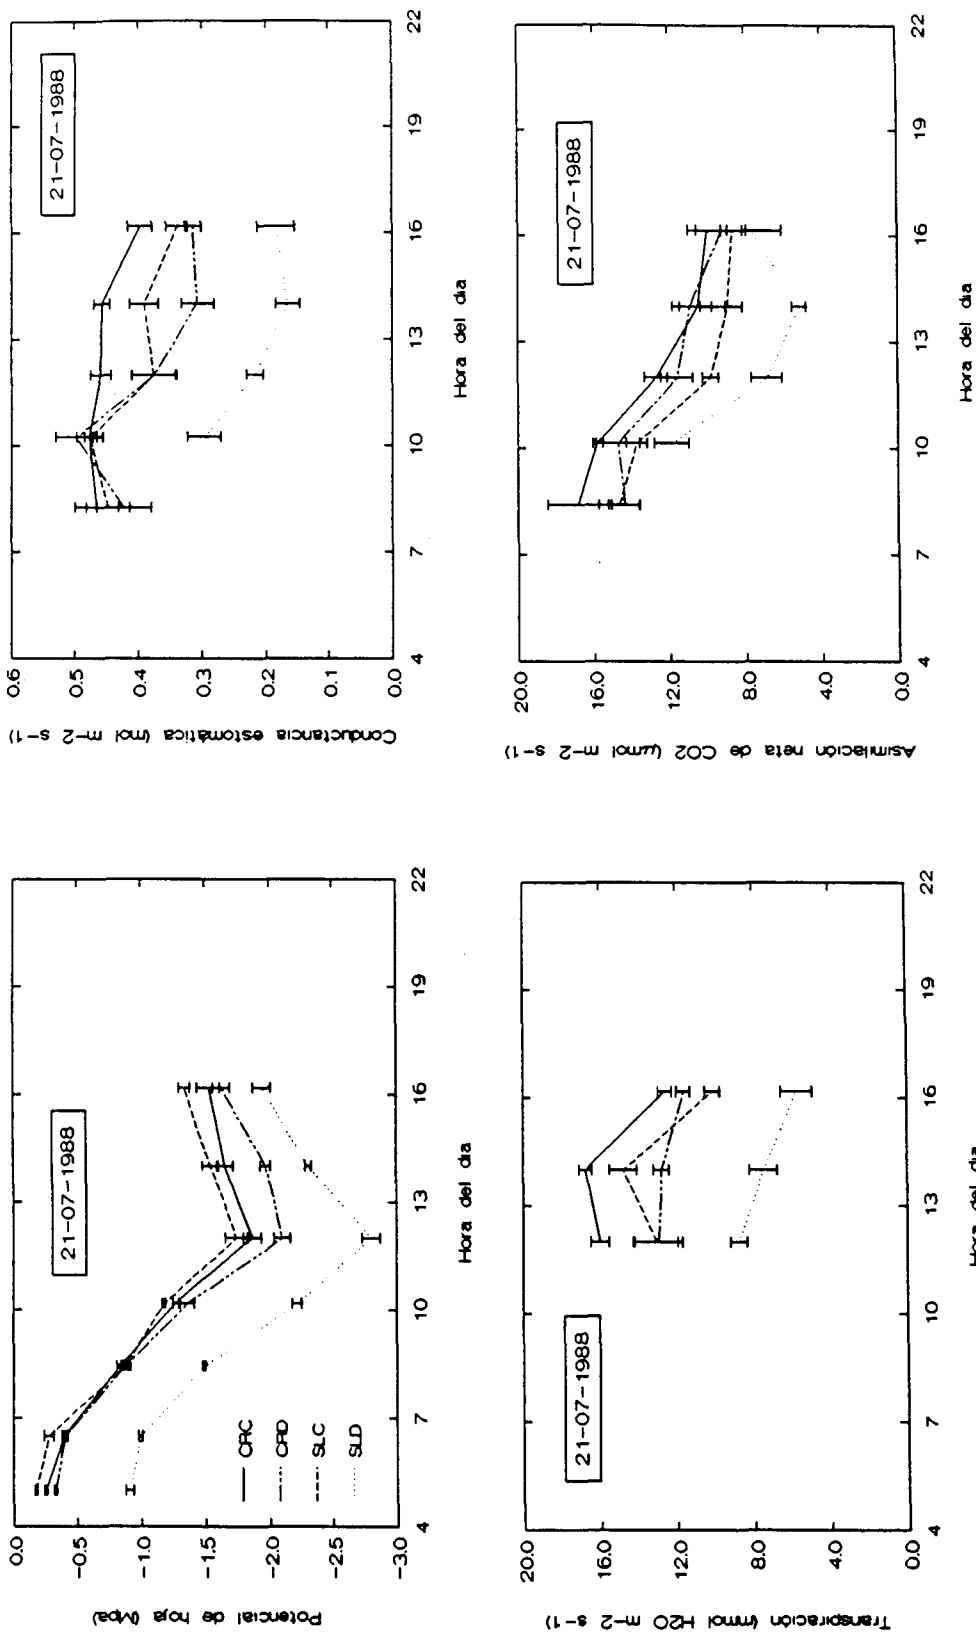 Potencial de hoja (Mpa)
0.0
-0.5
-1.0
-1.5
-2.0
-2.5
-3.0
21-07-1988
CRC
CRD
SLC
SLD
4 7 10 13 16 19 22
Hora del dia
Conductancia estomática (mol m-2 s-1)
0.6
0.5
0.4
0.3
0.2
0.1
0.0
21-07-1988
4 7 10 13 16 19 22
Hora del dia
Transpiración (mmol H2O m-2 s-1)
20.0
16.0
12.0
8.0
4.0
0.0
21-07-1988
4 7 10 13 16 19 22
Hora del dia
Asimilación neta de CO2 (µmol m-2 s-1)
20.0
16.0
12.0
8.0
4.0
0.0
21-07-1988
4 7 10 13 16 19 22
Hora del dia